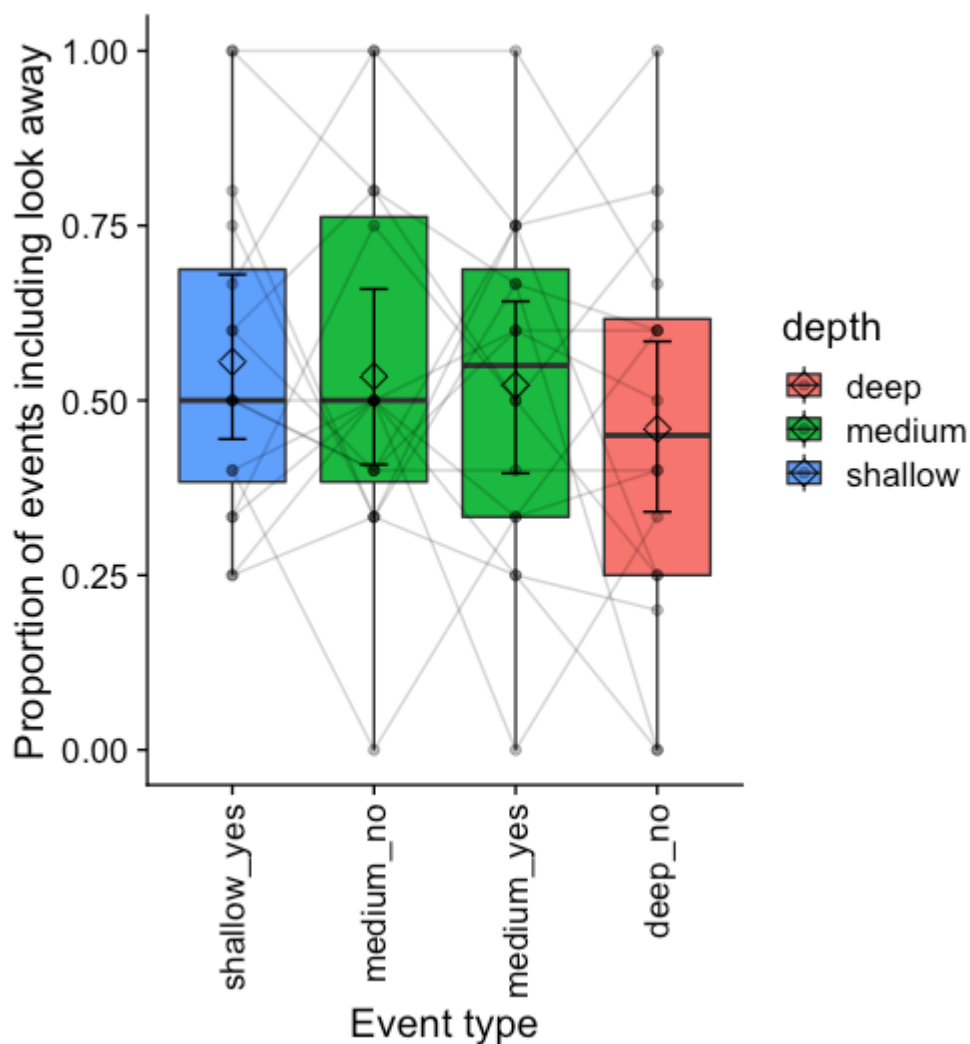 Proportion of events including look away
1.00
0.75
0.50
0.25
0.00
shallow_yes
medium_no
medium_yes
deep_no
Event type
depth
deep
medium
shallow